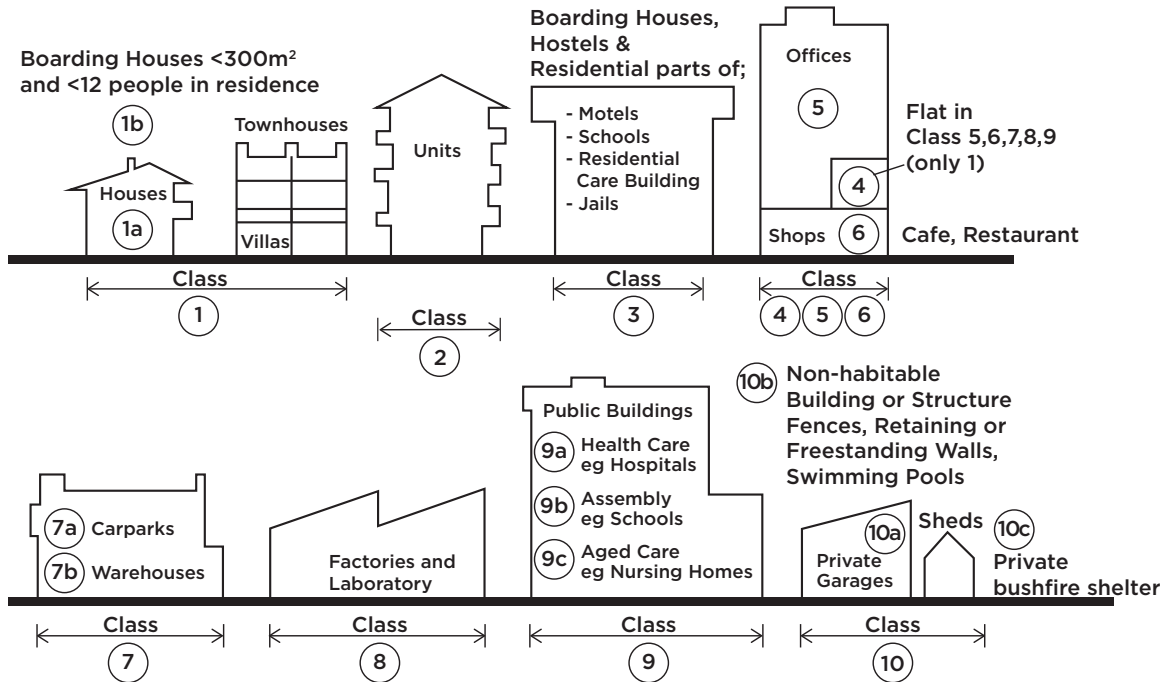 Boarding Houses <300m²
and <12 people in residence
1b
Houses
1a
Townhouses
Villas
Class
1
Units
Class
2
Boarding Houses,
Hostels &
Residential parts of;
- Motels
- Schools
- Residential
Care Building
- Jails
Class
3
Offices
5
Flat in
Class 5,6,7,8,9
(only 1)
4
Shops
6
Cafe, Restaurant
Class
4 5 6
7a Carparks
7b Warehouses
Class
7
Factories and
Laboratory
Class
8
Public Buildings
9a Health Care
eg Hospitals
9b Assembly
eg Schools
9c Aged Care
eg Nursing Homes
Class
9
10b Non-habitable
Building or Structure
Fences, Retaining or
Freestanding Walls,
Swimming Pools
10a
Private
Garages
Sheds
10c
Private
bushfire shelter
Class
10